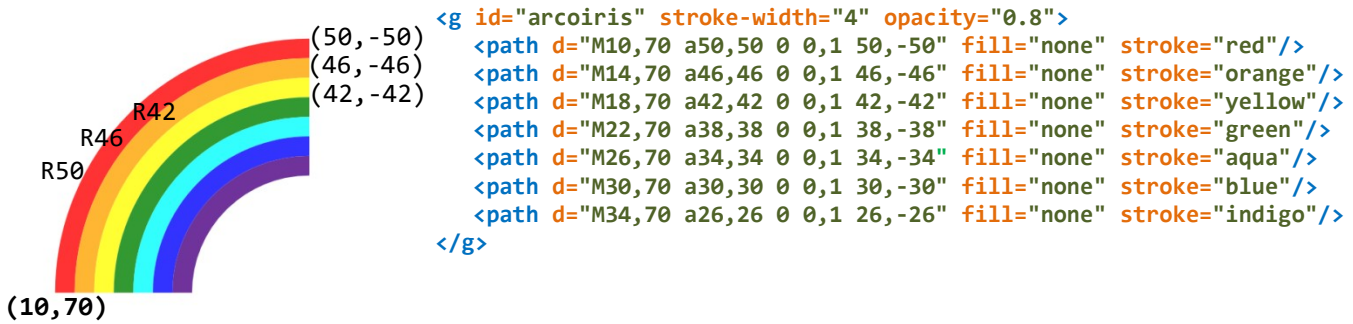 (50,-50)
(46,-46)
(42,-42)
R42
R46
R50
(10,70)
<g id="arcoiris" stroke-width="4" opacity="0.8">
<path d="M10,70 a50,50 0 0,1 50,-50" fill="none" stroke="red"/>
<path d="M14,70 a46,46 0 0,1 46,-46" fill="none" stroke="orange"/>
<path d="M18,70 a42,42 0 0,1 42,-42" fill="none" stroke="yellow"/>
<path d="M22,70 a38,38 0 0,1 38,-38" fill="none" stroke="green"/>
<path d="M26,70 a34,34 0 0,1 34,-34" fill="none" stroke="aqua"/>
<path d="M30,70 a30,30 0 0,1 30,-30" fill="none" stroke="blue"/>
<path d="M34,70 a26,26 0 0,1 26,-26" fill="none" stroke="indigo"/>
</g>